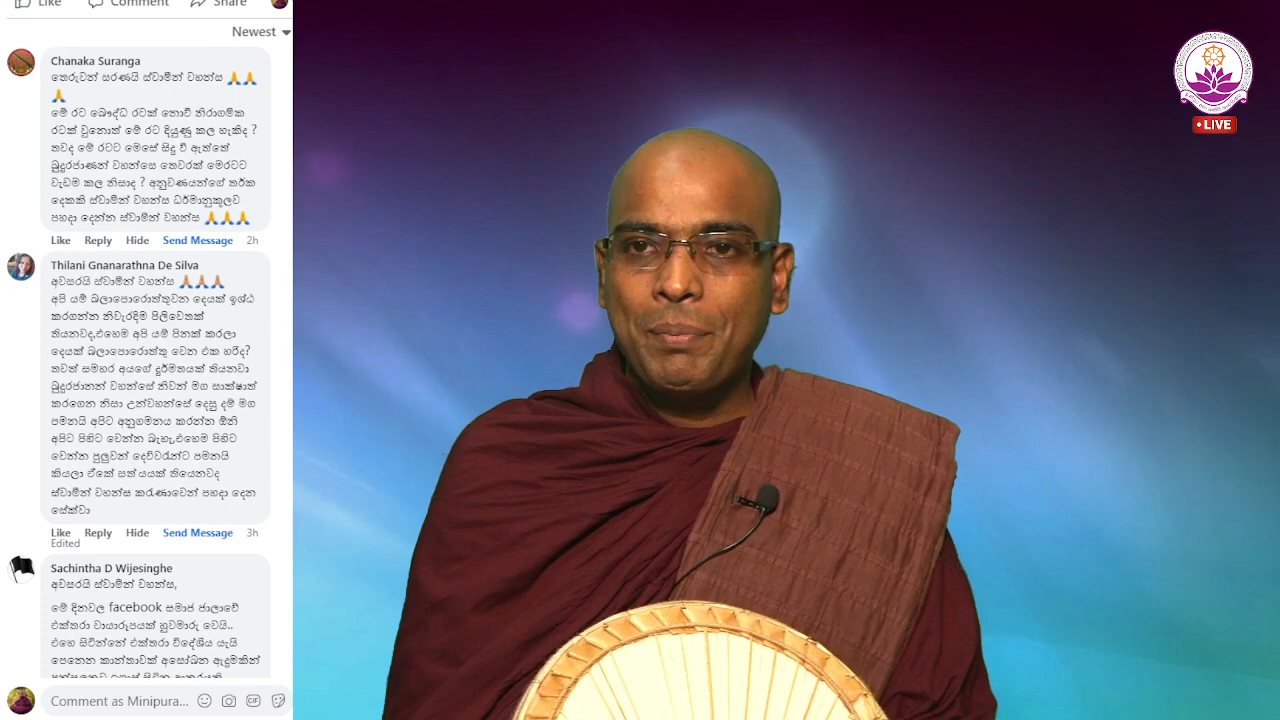 Like Comment Share
Newest
Chanaka Suranga
තෙරුවන් සරණයි ස්වාමීන් වහන්ස 🙏🙏
🙏
මේ රට බෞද්ධ රටක් නොවී නිරාගමික
රටක් වුනොත් මේ රට දියුණු කල හැකිද ?
තවද මේ රටට මෙසේ සිදු වී ඇත්තේ
බුදුරජාණන් වහන්සෙ තෙවරක් මෙරටට
වැඩම කල නිසාද ? අනුවණයන්ගේ තර්ක
දෙකකි ස්වාමීන් වහන්ස ධර්මානුකූලව
පහදා දෙන්න ස්වාමීන් වහන්ස 🙏🙏🙏
Like Reply Hide Send Message 2h
Thilani Gnanarathna De Silva
අවසරයි ස්වාමීන් වහන්ස 🙏🙏🙏
අපි යම් බලාපොරොත්තුවන දෙයක් ඉශ්ඨ
කරගන්න නිවැරදිම පිලිවෙතක්
තියනවද,එහෙම අපි යම් පිනක් කරලා
දෙයක් බලාපොරොත්තු වෙන එක හරිද?
තවත් සමහර අයගේ දුර්මතයක් තියනවා
බුදුරජානන් වහන්සේ නිවන් මග සාක්ෂාත්
කරගෙන නිසා උන්වහන්සේ දෙසු දම් මග
පමනයි අපිට අනුගමනය කරන්න ඕනි
අපිට පිහිට වෙන්න බැහැ,එහෙම පිහිට
වෙන්න පුලුවන් දෙවිවරුන්ට පමනයි
කියලා ඒකේ සත්‍යයක් තියෙනවද
ස්වාමීන් වහන්ස කරුණාවෙන් පහදා දෙන
සේක්වා
Like Reply Hide Send Message 3h
Edited
Sachintha D Wijesinghe
අවසරයි ස්වාමීන් වහන්ස,
මේ දිනවල facebook සමාජ ජාලාවේ
එක්තරා ඡායාරූපයක් හුවමාරු වෙයි..
එහෙ සිටින්නේ එක්තරා විදේශිය යැයි
පෙනෙන කාන්තාවක් අශෝබන ඇදුමකින්
Comment as Minipura...
GIF
• LIVE